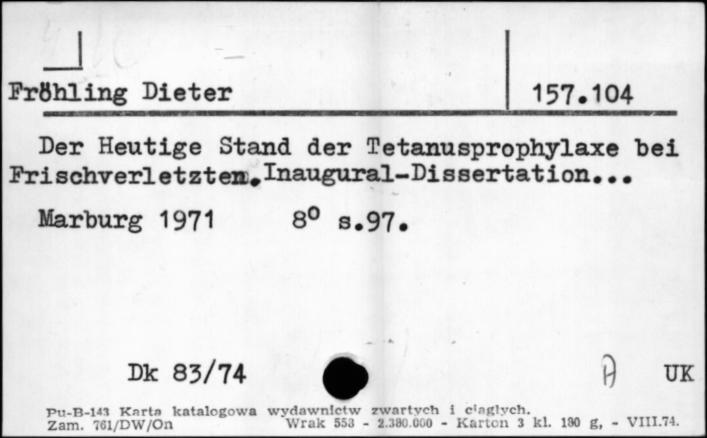 Fröhling Dieter 157.104
Der Heutige Stand der Tetanusprophylaxe bei
Frischverletzten.Inaugural-Dissertation...
Marburg 1971 8° s.97.
Dk 83/74 A UK
Pu-B-143 Karta katalogowa wydawnictw zwartych i ciągłych.
Zam. 761/DW/On Wrak 553 - 2.380.000 - Karton 3 kl. 180 g, - VIII.74.